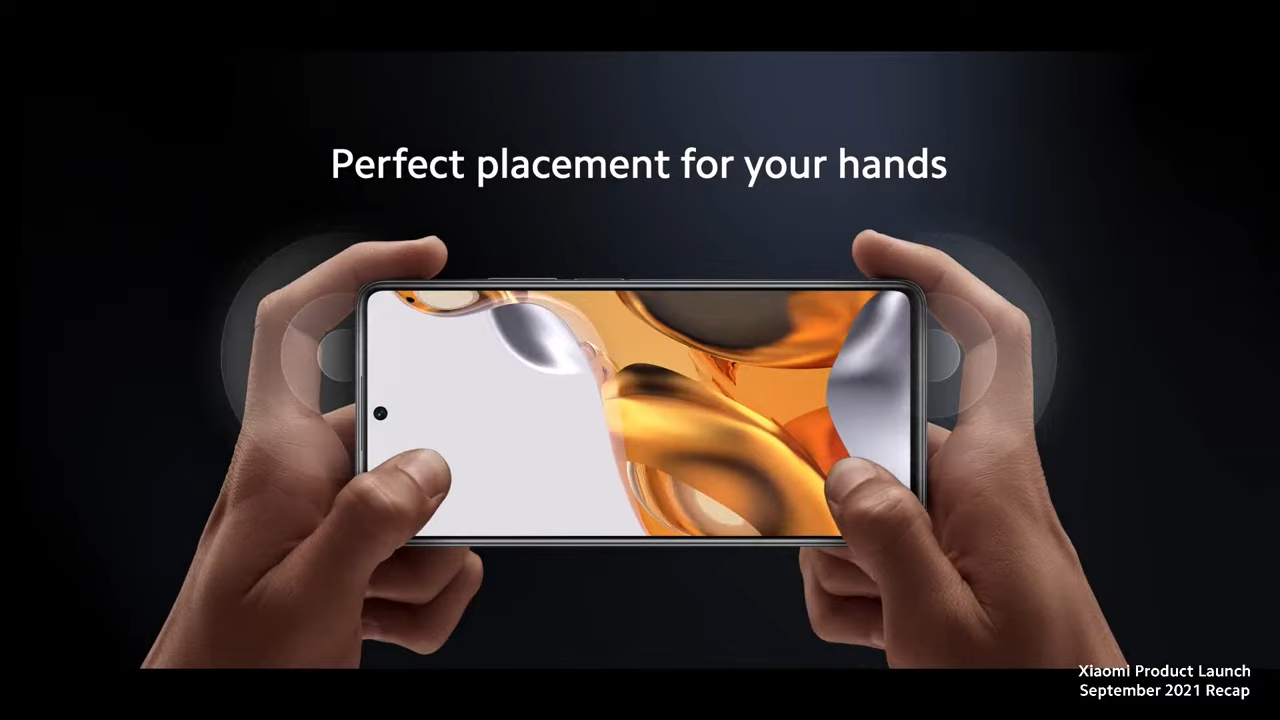 Perfect placement for your hands
Xiaomi Product Launch
September 2021 Recap